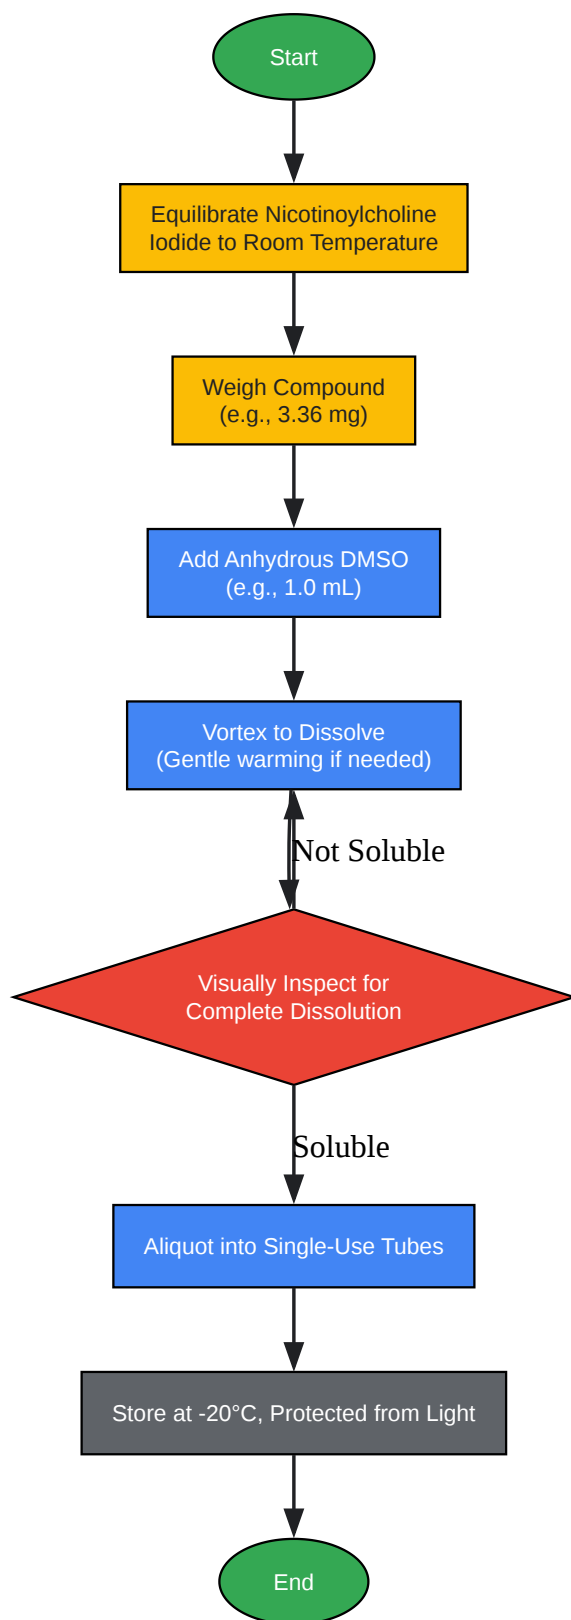 Start
Equilibrate Nicotinoylcholine
Iodide to Room Temperature
Weigh Compound
(e.g., 3.36 mg)
Add Anhydrous DMSO
(e.g., 1.0 mL)
Vortex to Dissolve
(Gentle warming if needed)
Not Soluble
Visually Inspect for
Complete Dissolution
Soluble
Aliquot into Single-Use Tubes
Store at -20°C, Protected from Light
End